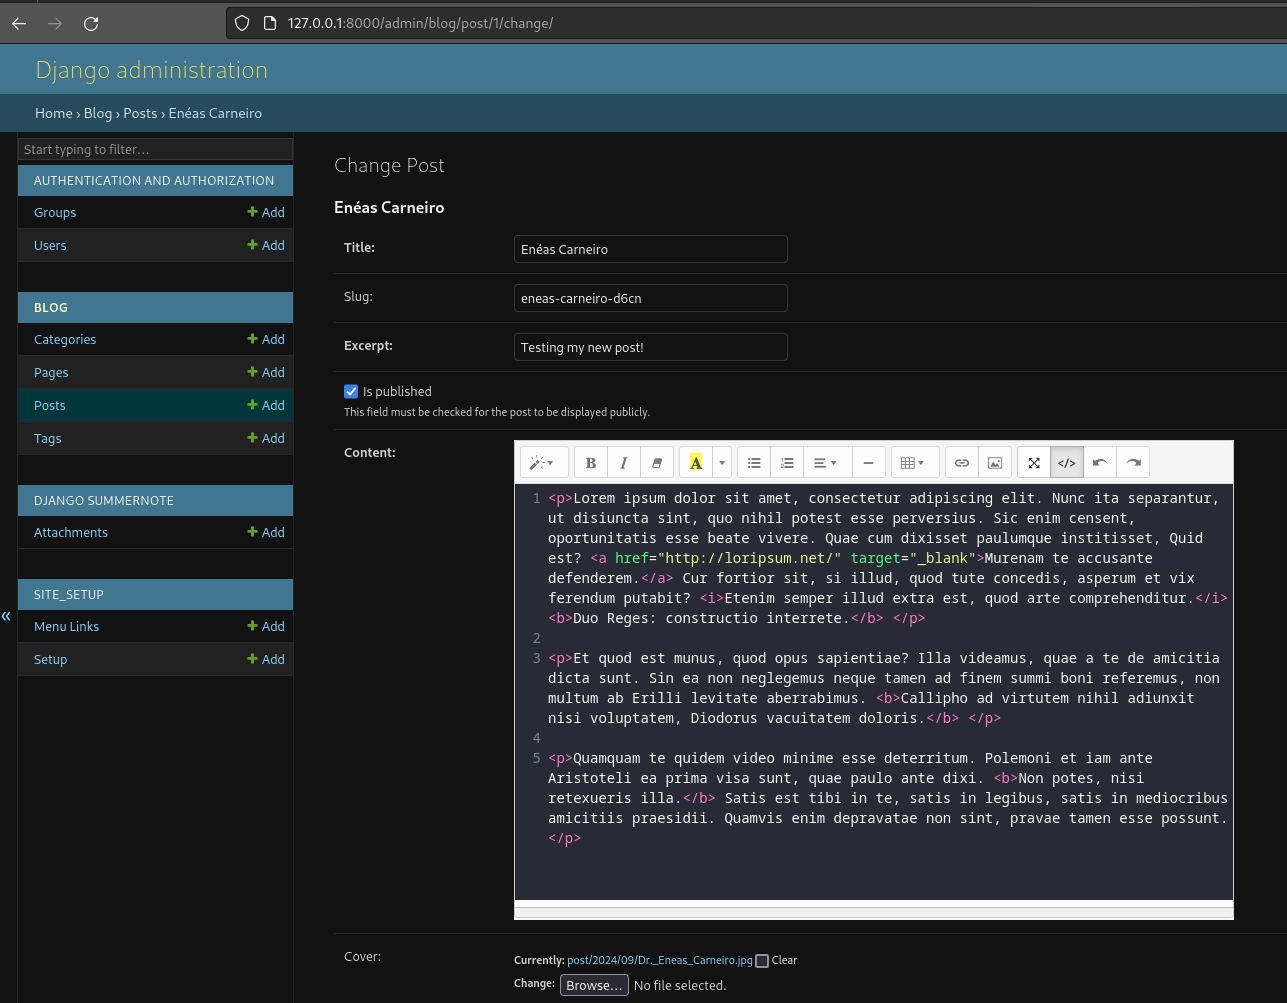 127.0.0.1:8000/admin/blog/post/1/change/
Django administration
Home › Blog › Posts › Enéas Carneiro
Start typing to filter…
AUTHENTICATION AND AUTHORIZATION
Groups + Add
Users + Add
BLOG
Categories + Add
Pages + Add
Posts + Add
Tags + Add
DJANGO SUMMERNOTE
Attachments + Add
SITE_SETUP
Menu Links + Add
Setup + Add
«
Change Post
Enéas Carneiro
Title: Enéas Carneiro
Slug: eneas-carneiro-d6cn
Excerpt: Testing my new post!
Is published
This field must be checked for the post to be displayed publicly.
Content:
B I A </>
1 <p>Lorem ipsum dolor sit amet, consectetur adipiscing elit. Nunc ita separantur,
ut disiuncta sint, quo nihil potest esse perversius. Sic enim censent,
oportunitatis esse beate vivere. Quae cum dixisset paulumque institisset, Quid
est? <a href="http://loripsum.net/" target="_blank">Murenam te accusante
defenderem.</a> Cur fortior sit, si illud, quod tute concedis, asperum et vix
ferendum putabit? <i>Etenim semper illud extra est, quod arte comprehenditur.</i>
<b>Duo Reges: constructio interrete.</b> </p>
2
3 <p>Et quod est munus, quod opus sapientiae? Illa videamus, quae a te de amicitia
dicta sunt. Sin ea non neglegemus neque tamen ad finem summi boni referemus, non
multum ab Erilli levitate aberrabimus. <b>Callipho ad virtutem nihil adiunxit
nisi voluptatem, Diodorus vacuitatem doloris.</b> </p>
4
5 <p>Quamquam te quidem video minime esse deterritum. Polemoni et iam ante
Aristoteli ea prima visa sunt, quae paulo ante dixi. <b>Non potes, nisi
retexueris illa.</b> Satis est tibi in te, satis in legibus, satis in mediocribus
amicitiis praesidii. Quamvis enim depravatae non sint, pravae tamen esse possunt.
</p>
Cover:
Currently: post/2024/09/Dr._Eneas_Carneiro.jpg Clear
Change: Browse… No file selected.